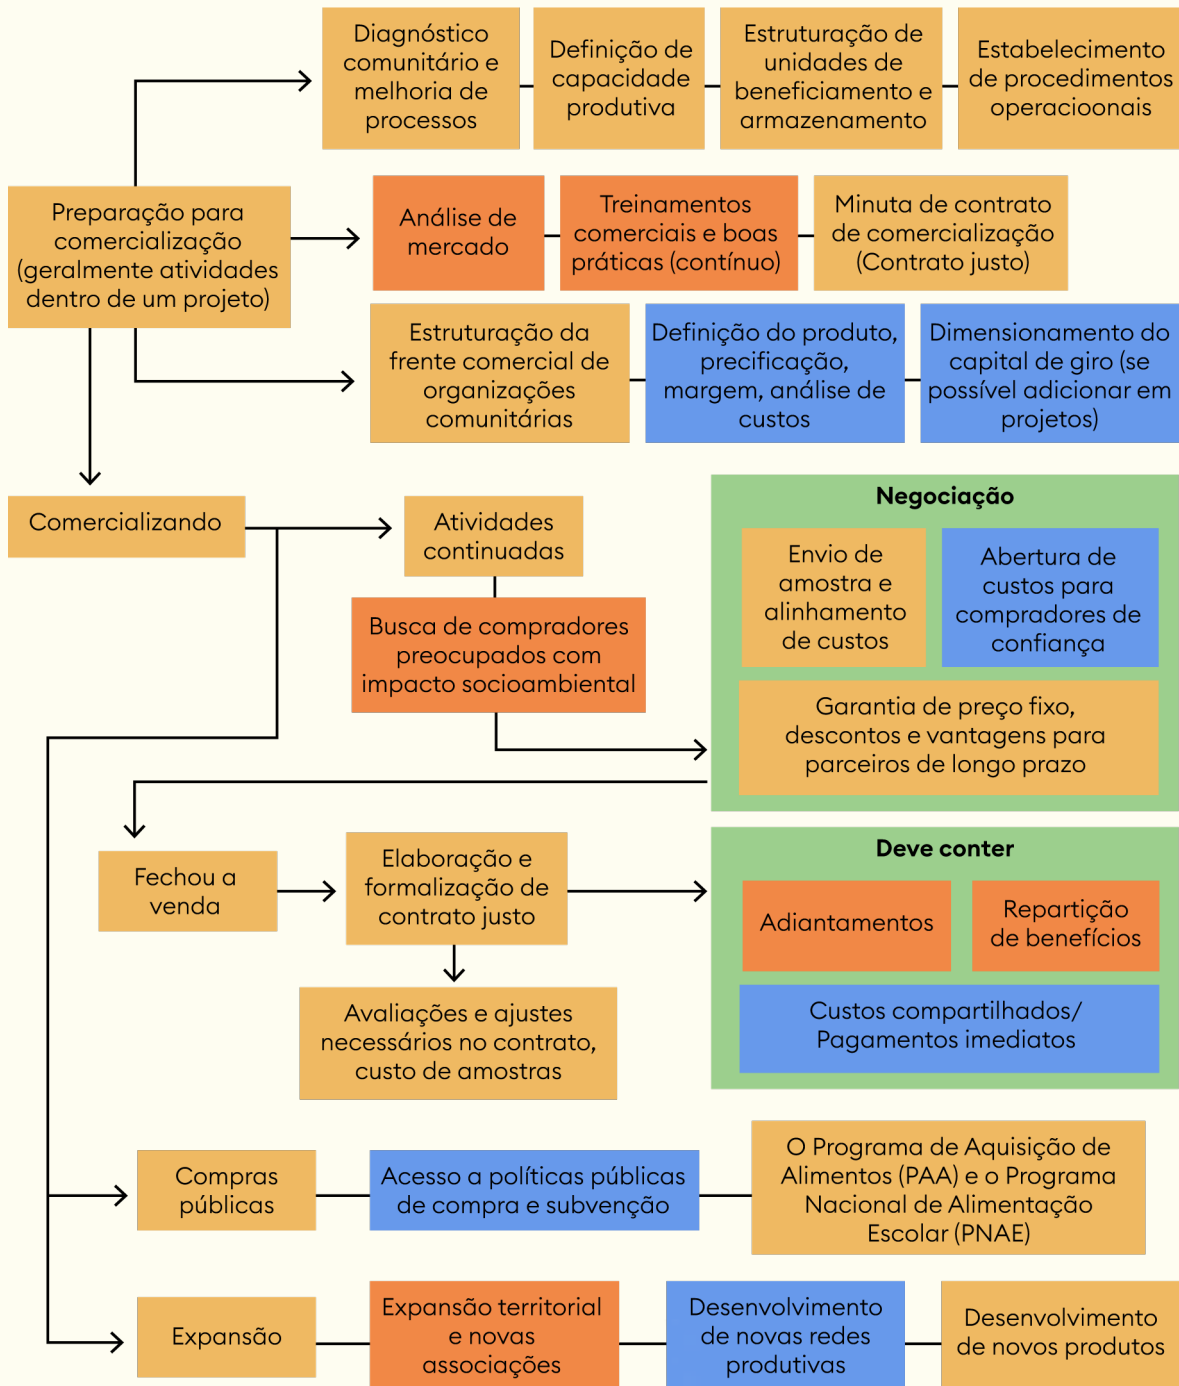 Diagnóstico
comunitário e
melhoria de
processos
Definição de
capacidade
produtiva
Estruturação de
unidades de
beneficiamento e
armazenamento
Estabelecimento
de procedimentos
operacioonais
Preparação para
comercialização
(geralmente atividades
dentro de um projeto)
Análise de
mercado
Treinamentos
comerciais e boas
práticas (contínuo)
Minuta de contrato
de comercialização
(Contrato justo)
Estruturação da
frente comercial de
organizações
comunitárias
Definição do produto,
precificação,
margem, análise de
custos
Dimensionamento do
capital de giro (se
possível adicionar em
projetos)
Comercializando
Atividades
continuadas
Busca de compradores
preocupados com
impacto socioambiental
Negociação
Envio de
amostra e
alinhamento
de custos
Abertura de
custos para
compradores de
confiança
Garantia de preço fixo,
descontos e vantagens para
parceiros de longo prazo
Fechou a
venda
Elaboração e
formalização de
contrato justo
Avaliações e ajustes
necessários no contrato,
custo de amostras
Deve conter
Adiantamentos
Repartição
de benefícios
Custos compartilhados/
Pagamentos imediatos
Compras
públicas
Acesso a políticas públicas
de compra e subvenção
O Programa de Aquisição de
Alimentos (PAA) e o Programa
Nacional de Alimentação
Escolar (PNAE)
Expansão
Expansão territorial
e novas
associações
Desenvolvimento
de novas redes
produtivas
Desenvolvimento
de novos produtos